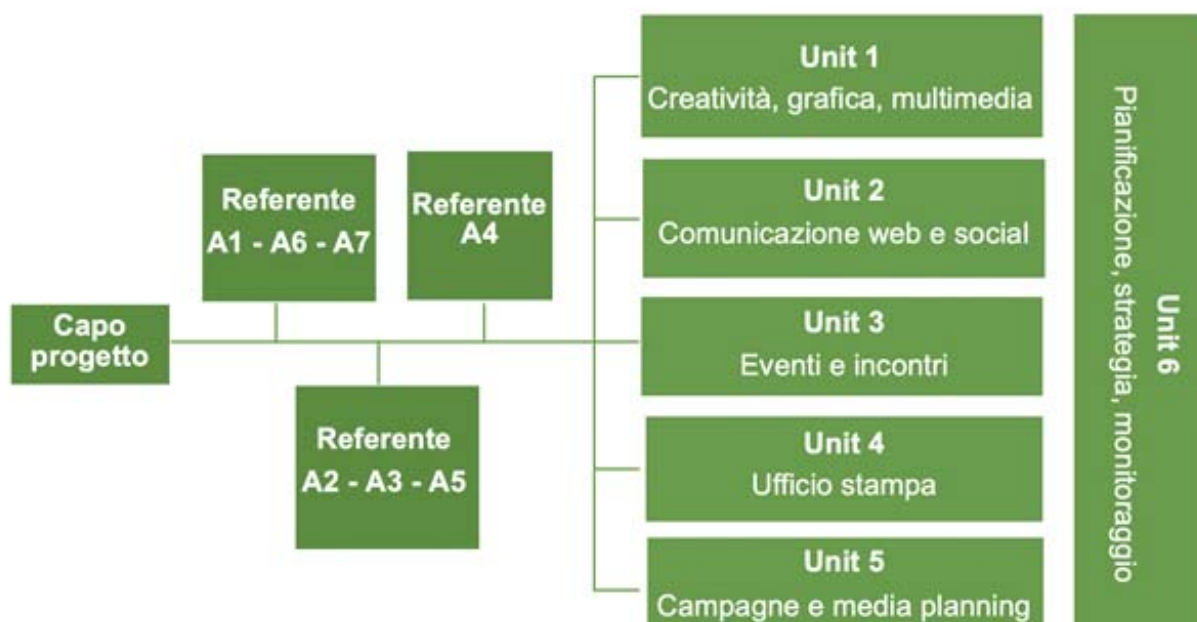 Capo
progetto
Referente
A1 - A6 - A7
Referente
A4
Referente
A2 - A3 - A5
Unit 1
Creatività, grafica, multimedia
Unit 2
Comunicazione web e social
Unit 3
Eventi e incontri
Unit 4
Ufficio stampa
Unit 5
Campagne e media planning
Unit 6
Pianificazione, strategia, monitoraggio